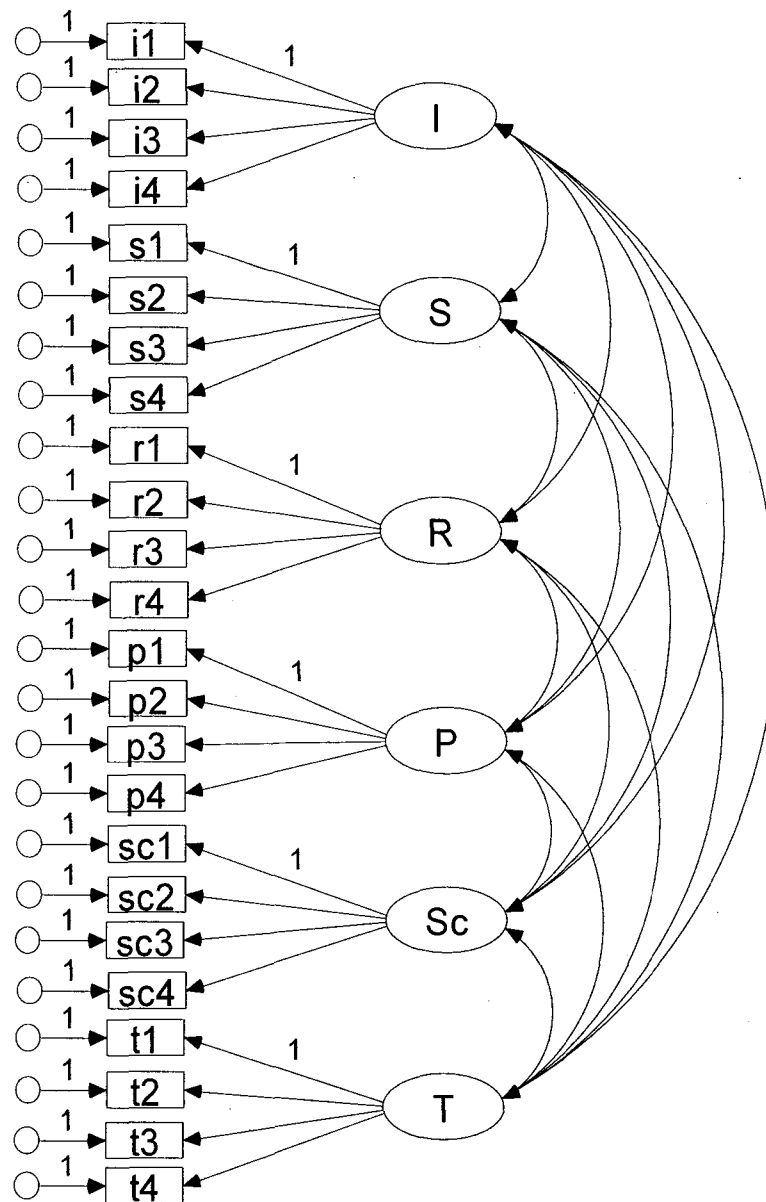 1 i1
1
1 i2
I
1 i3
1 i4
1 s1
1
1 s2
S
1 s3
1 s4
1 r1
1
1 r2
R
1 r3
1 r4
1 p1
1
1 p2
P
1 p3
1 p4
1 sc1
1
1 sc2
Sc
1 sc3
1 sc4
1 t1
1
1 t2
T
1 t3
1 t4